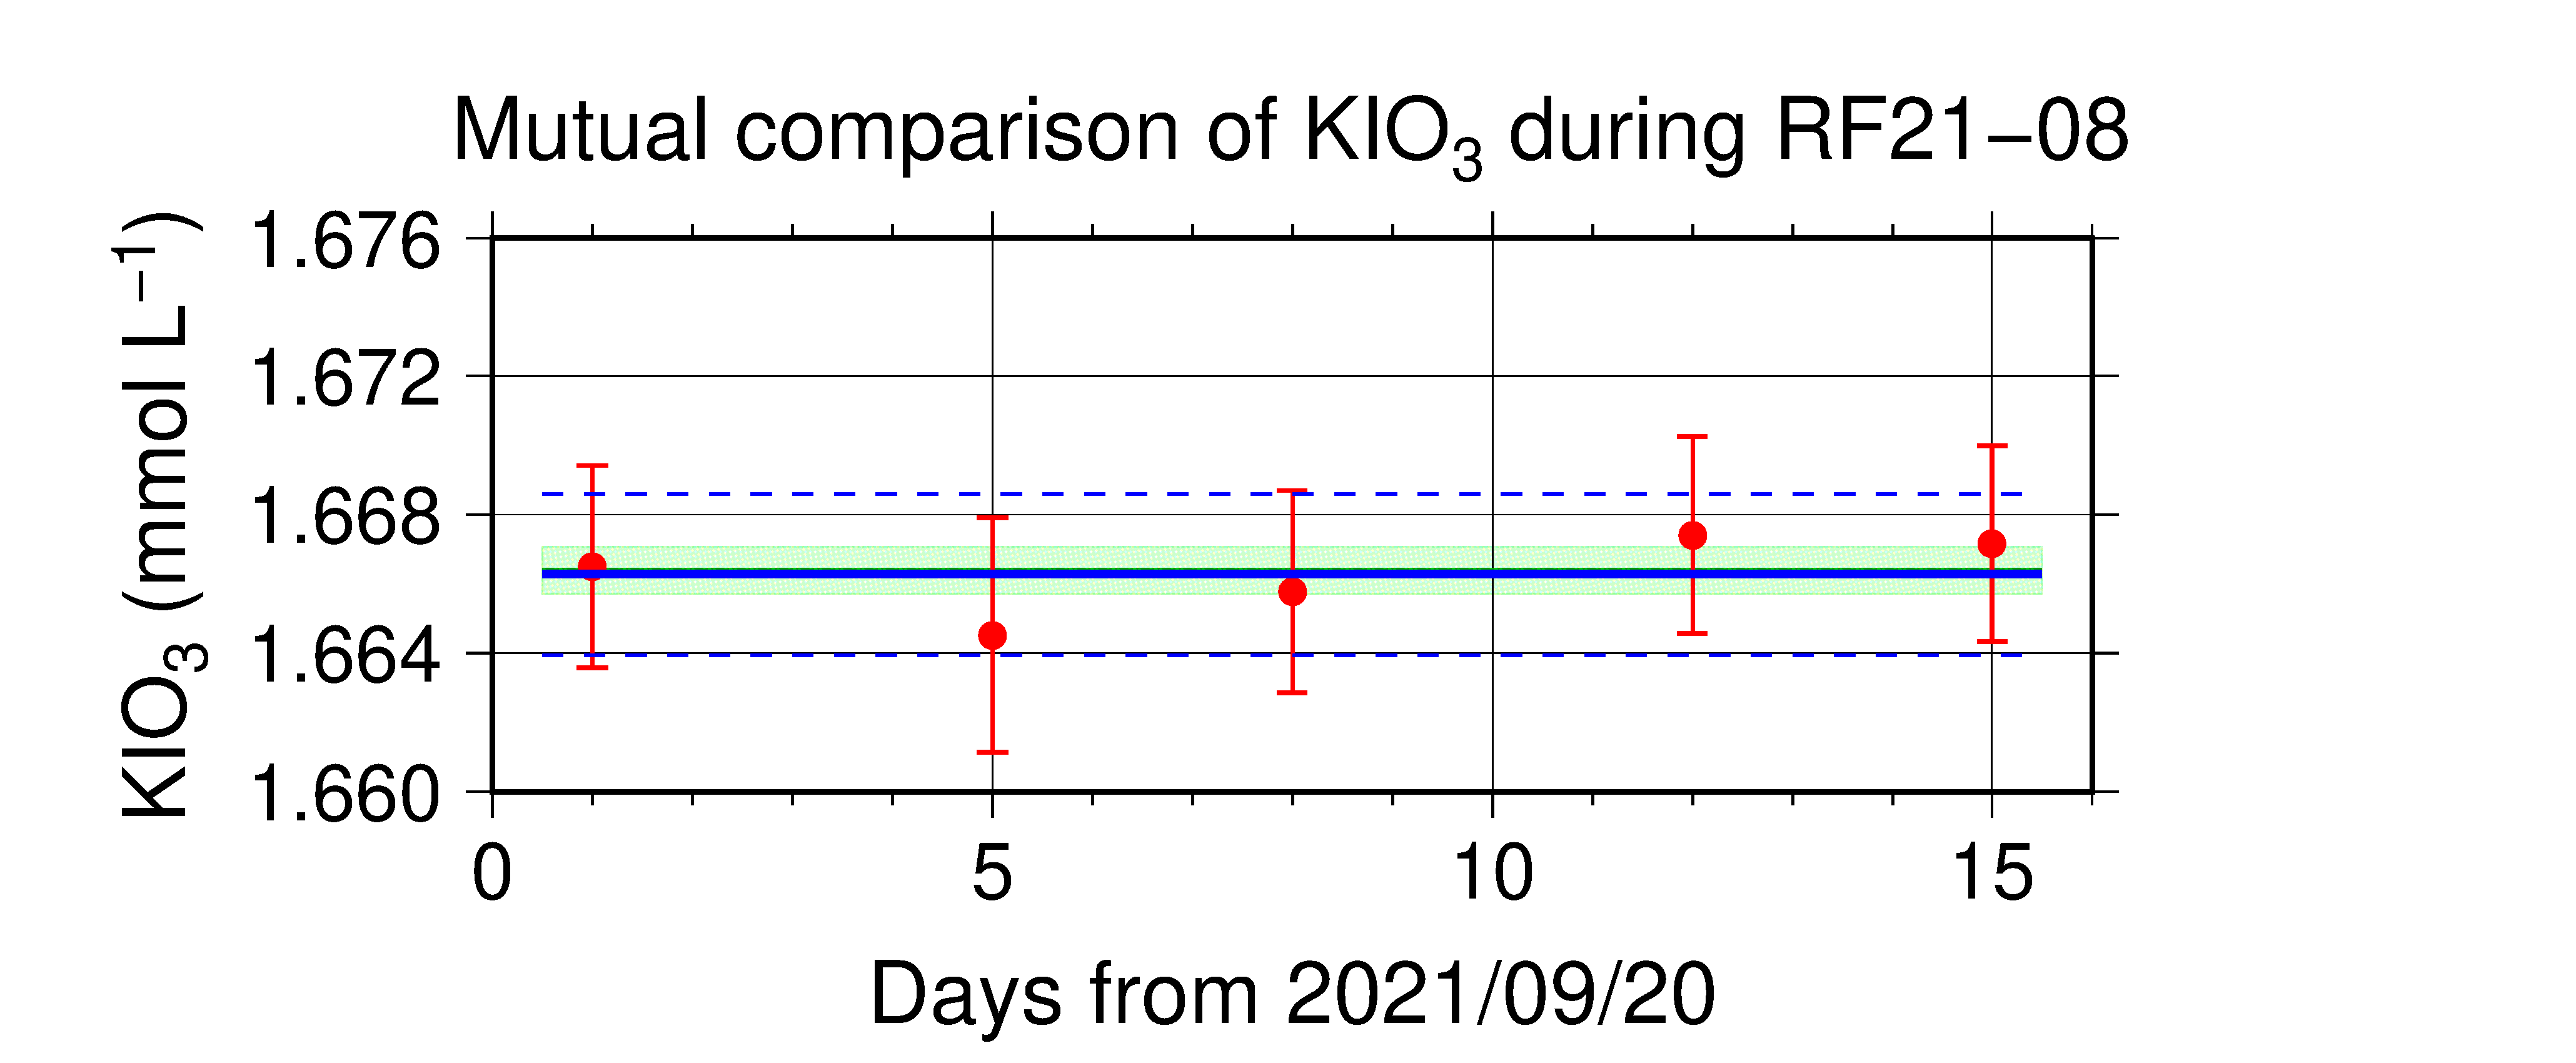 Mutual comparison of KIO₃ during RF21−08
KIO₃ (mmol L⁻¹)
1.676
1.672
1.668
1.664
1.660
0 5 10 15
Days from 2021/09/20